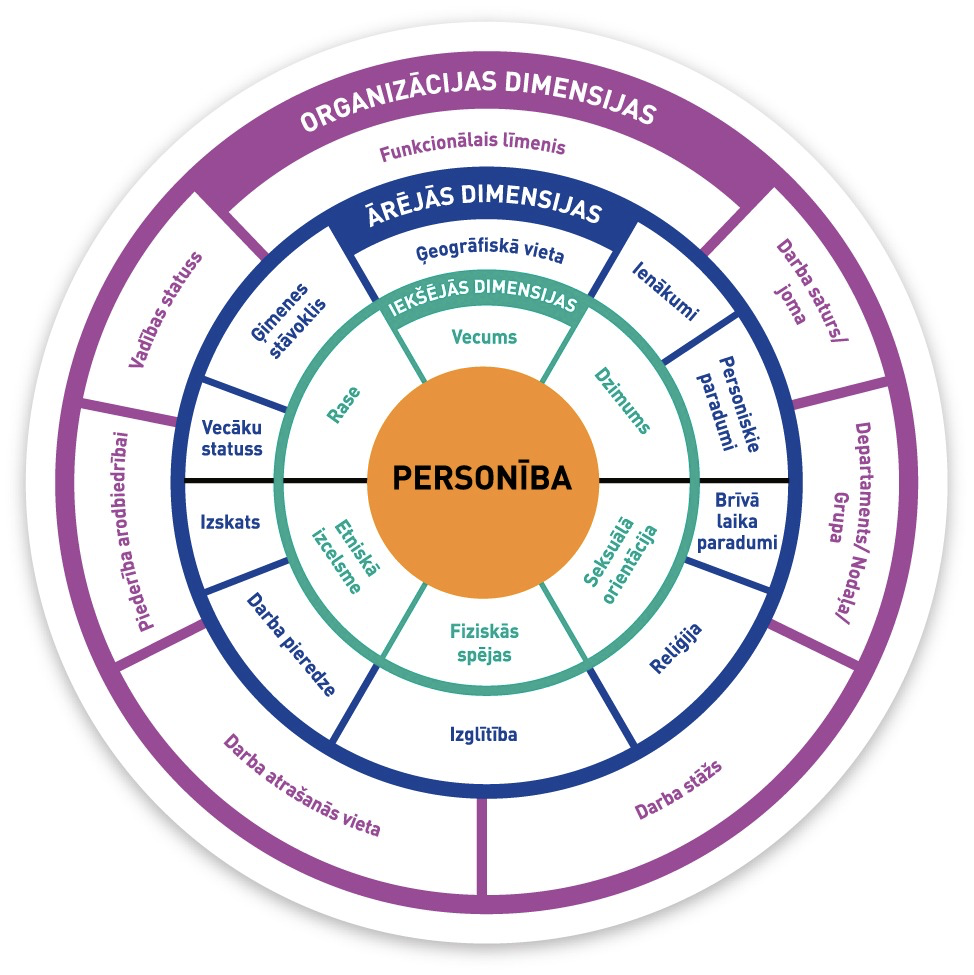 ORGANIZĀCIJAS DIMENSIJAS
Funkcionālais līmenis
Darba saturs/
joma
Departaments/ Nodaļa/
Grupa
Darba stāžs
Darba atrašanās vieta
Piederība arodbiedrībai
Vadības statuss
ĀRĒJĀS DIMENSIJAS
Ģeogrāfiskā vieta
Ienākumi
Personiskie
paradumi
Brīvā
laika
paradumi
Reliģija
Izglītība
Darba pieredze
Izskats
Vecāku
statuss
Ģimenes
stāvoklis
IEKŠĒJĀS DIMENSIJAS
Vecums
Dzimums
Seksuālā
orientācija
Fiziskās
spējas
Etniskā
izcelsme
Rase
PERSONĪBA